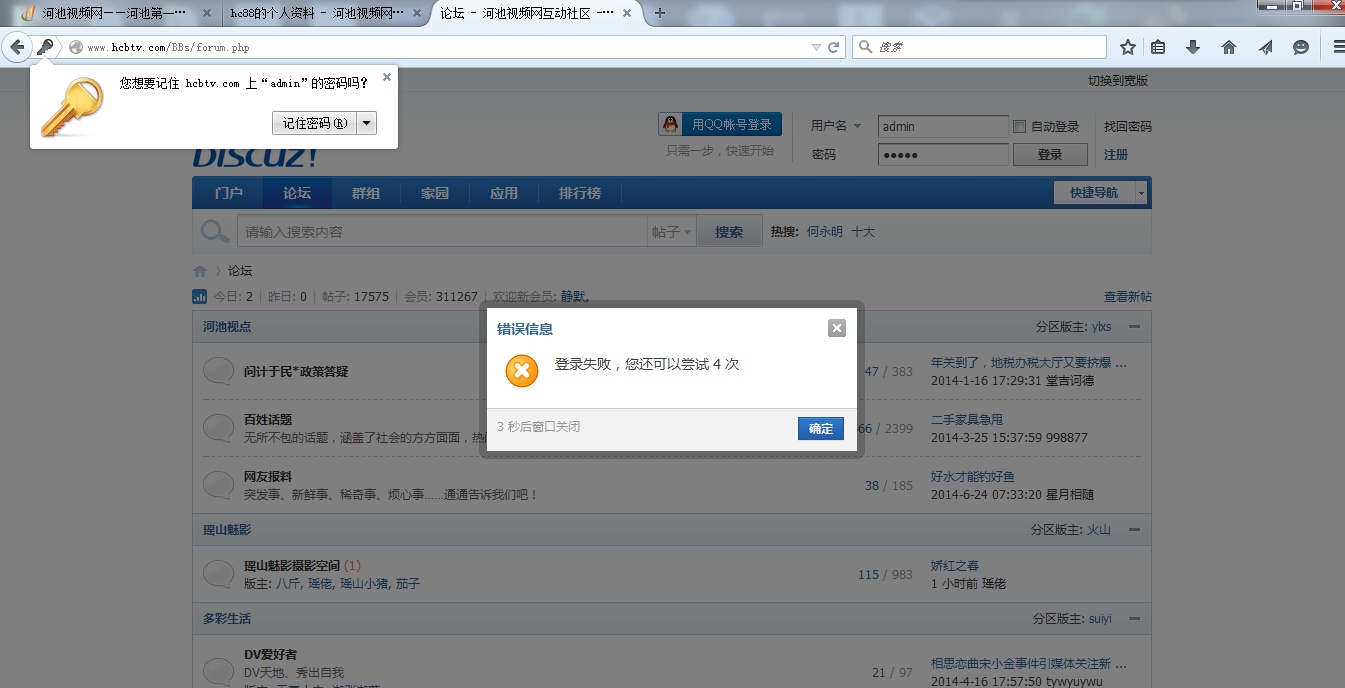 河池视频网——河池第一…
hc88的个人资料 - 河池视频网…
论坛 - 河池视频网互动社区 -…
www.hcbtv.com/BBs/forum.php
搜索
您想要记住 hcbtv.com 上“admin”的密码吗?
记住密码(R)
切换到宽版
DISCUZ!
用QQ帐号登录
只需一步，快速开始
用户名
admin
自动登录
找回密码
密码
●●●●●
登录
注册
门户
论坛
群组
家园
应用
排行榜
快捷导航
请输入搜索内容
帖子
搜索
热搜: 何永明 十大
论坛
今日: 2 | 昨日: 0 | 帖子: 17575 | 会员: 311267 | 欢迎新会员: 静默。
查看新帖
河池视点
分区版主: ylxs
问计于民*政策答疑
47 / 383
年关到了，地税办税大厅又要挤爆 ...
2014-1-16 17:29:31 堂吉诃德
百姓话题
无所不包的话题，涵盖了社会的方方面面，热
66 / 2399
二手家具急甩
2014-3-25 15:37:59 998877
网友报料
突发事、新鲜事、稀奇事、烦心事……通通告诉我们吧！
38 / 185
好水才能钓好鱼
2014-6-24 07:33:20 星月相随
错误信息
登录失败，您还可以尝试 4 次
3 秒后窗口关闭
确定
瑶山魅影
分区版主: 火山
瑶山魅影摄影空间 (1)
版主: 八斤, 瑶佬, 瑶山小猪, 茄子
115 / 983
娇红之春
1 小时前 瑶佬
多彩生活
分区版主: suiyi
DV爱好者
DV天地、秀出自我
21 / 97
相思恋曲宋小金事件引媒体关注新 ...
2014-4-16 17:57:50 tywyuywu